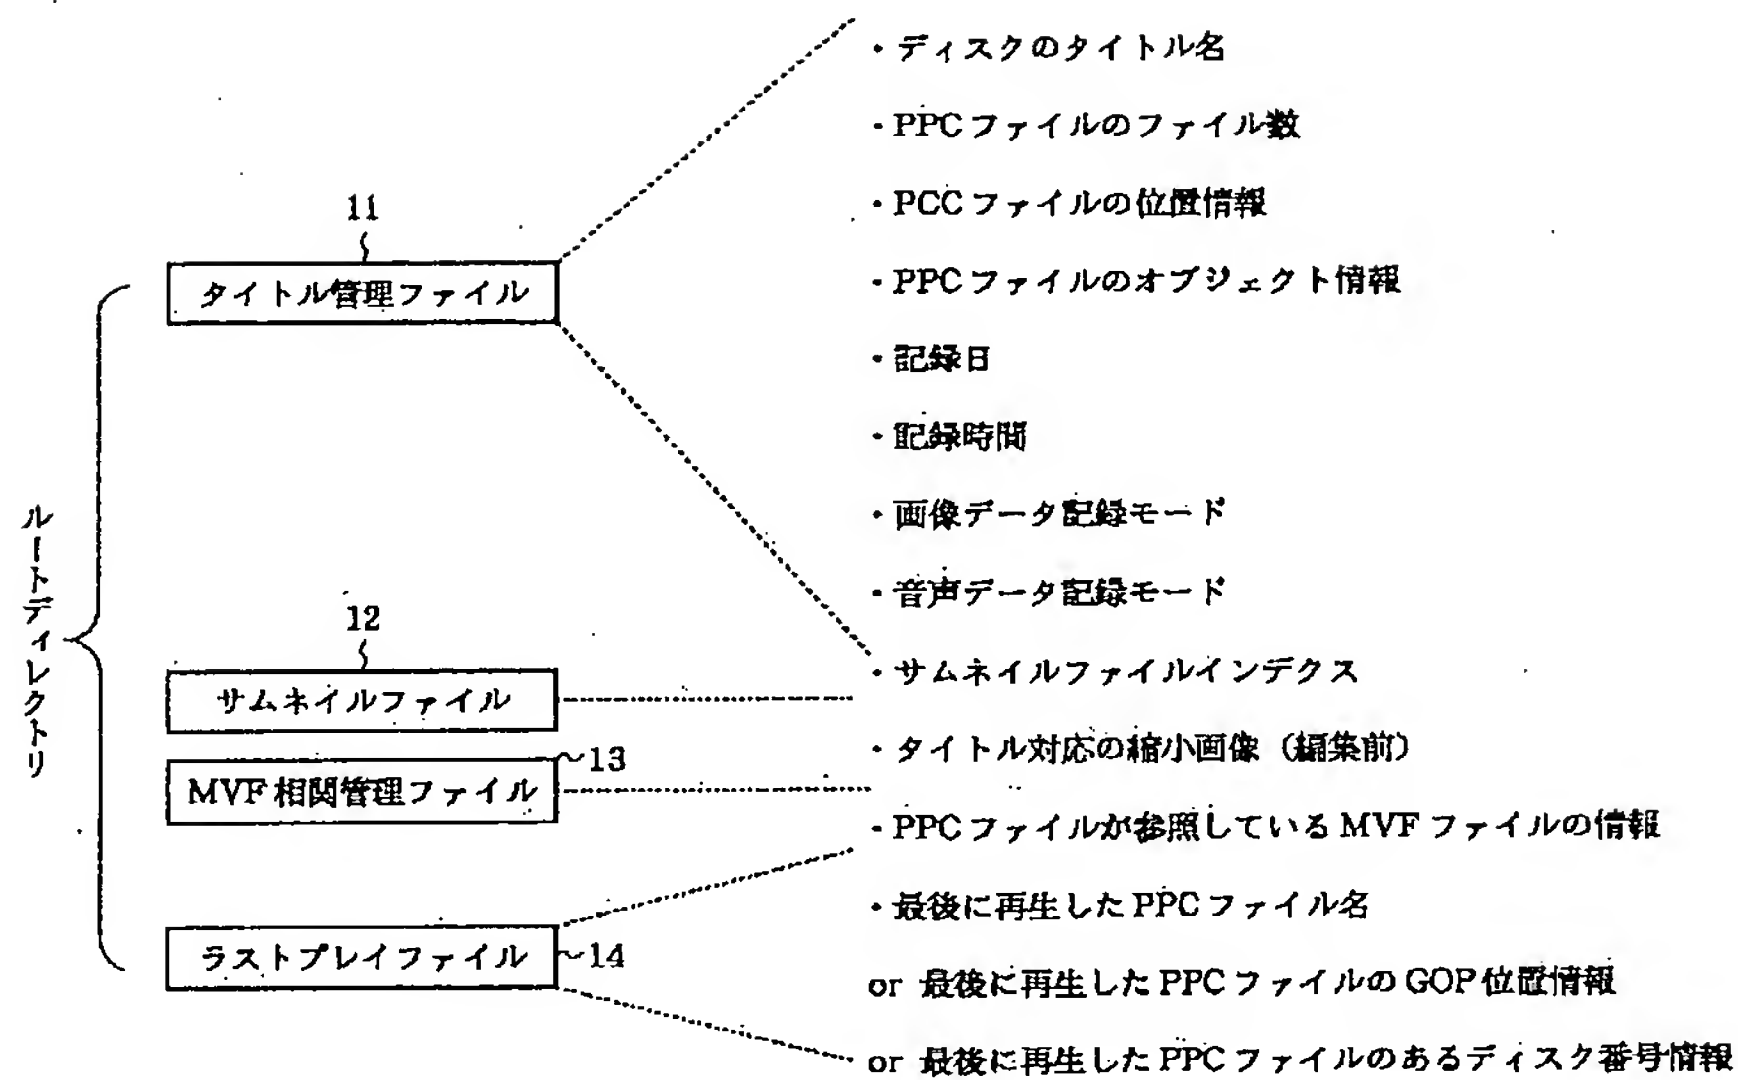 ルートディレクトリ
11
タイトル管理ファイル
12
サムネイルファイル
13
MVF相関管理ファイル
ラストプレイファイル
14
・ディスクのタイトル名
・PPCファイルのファイル数
・PCCファイルの位置情報
・PPCファイルのオブジェクト情報
・記録日
・記録時間
・画像データ記録モード
・音声データ記録モード
・サムネイルファイルインデクス
・タイトル対応の縮小画像（編集前）
・PPCファイルが参照しているMVFファイルの情報
・最後に再生したPPCファイル名
or 最後に再生したPPCファイルのGOP位置情報
or 最後に再生したPPCファイルのあるディスク番号情報